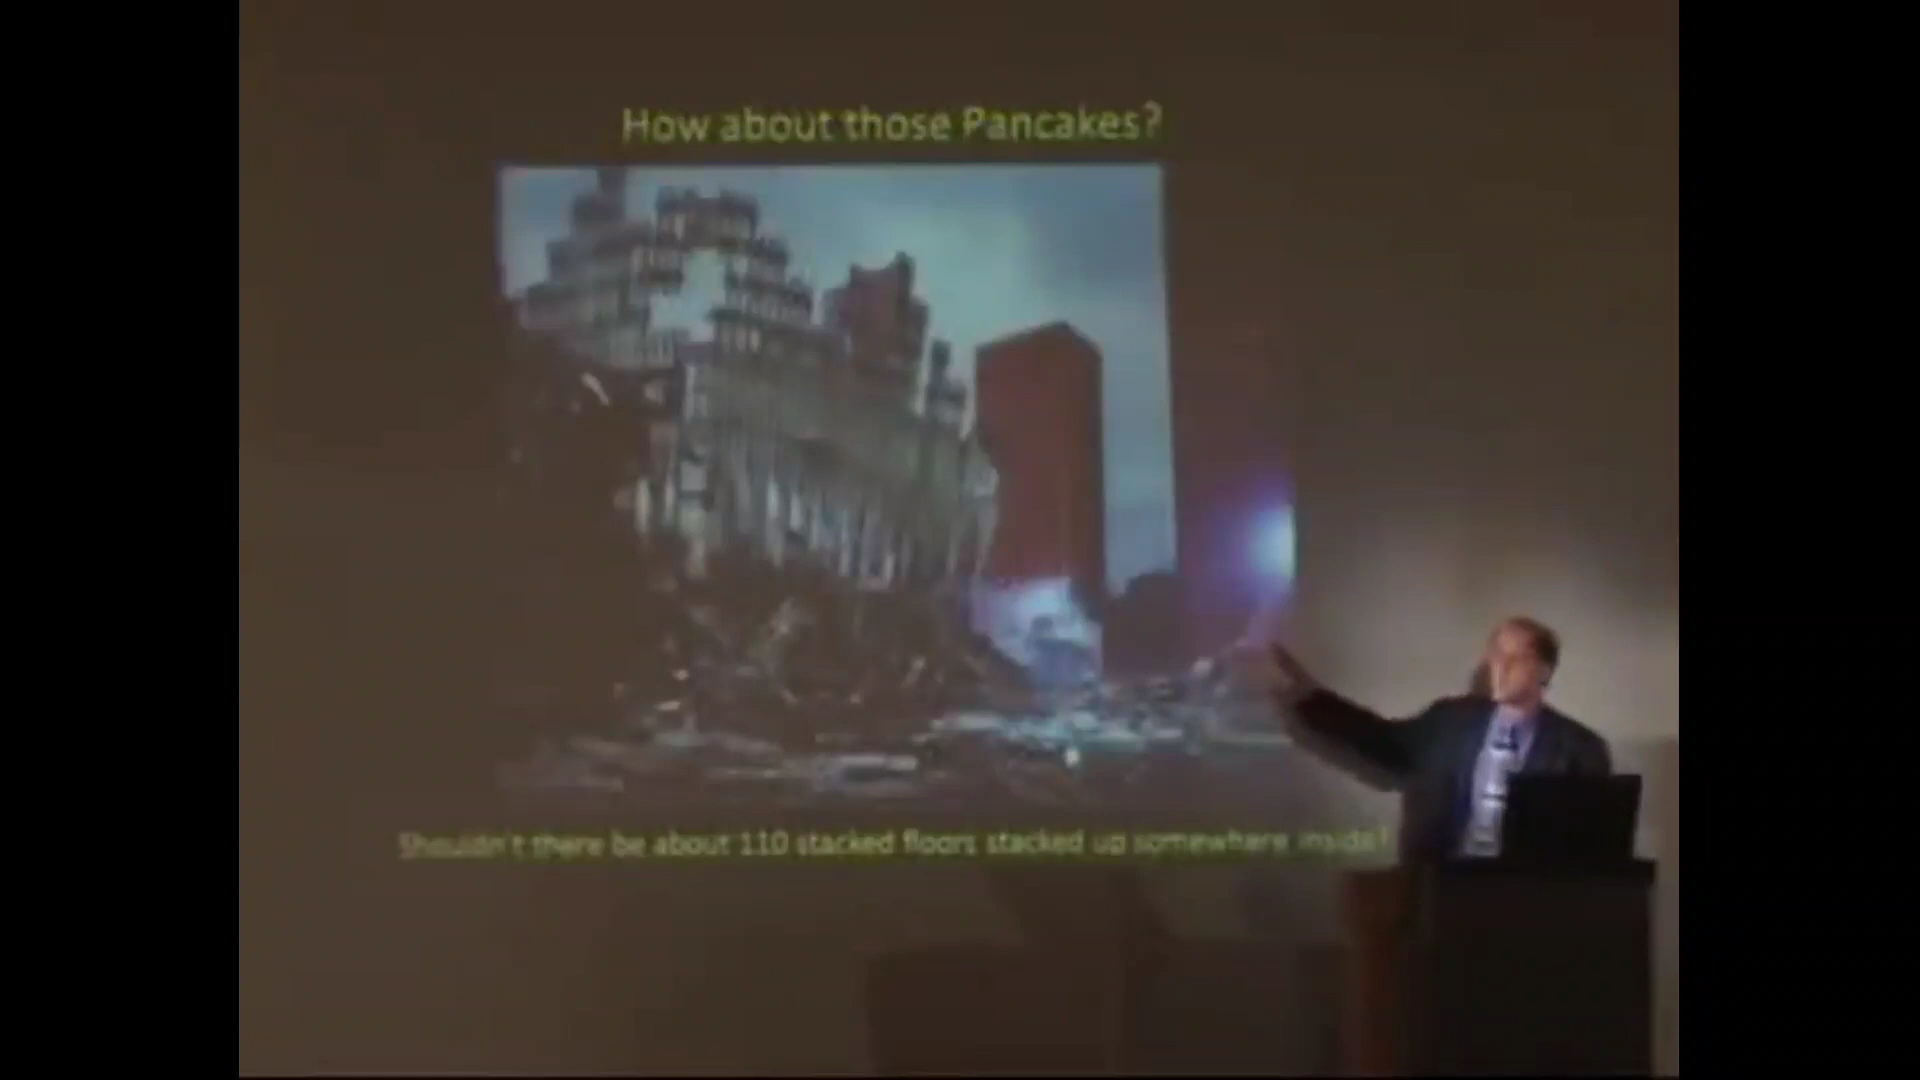 How about those Pancakes?
Shouldn't there be about 110 stacked floors stacked up somewhere inside?